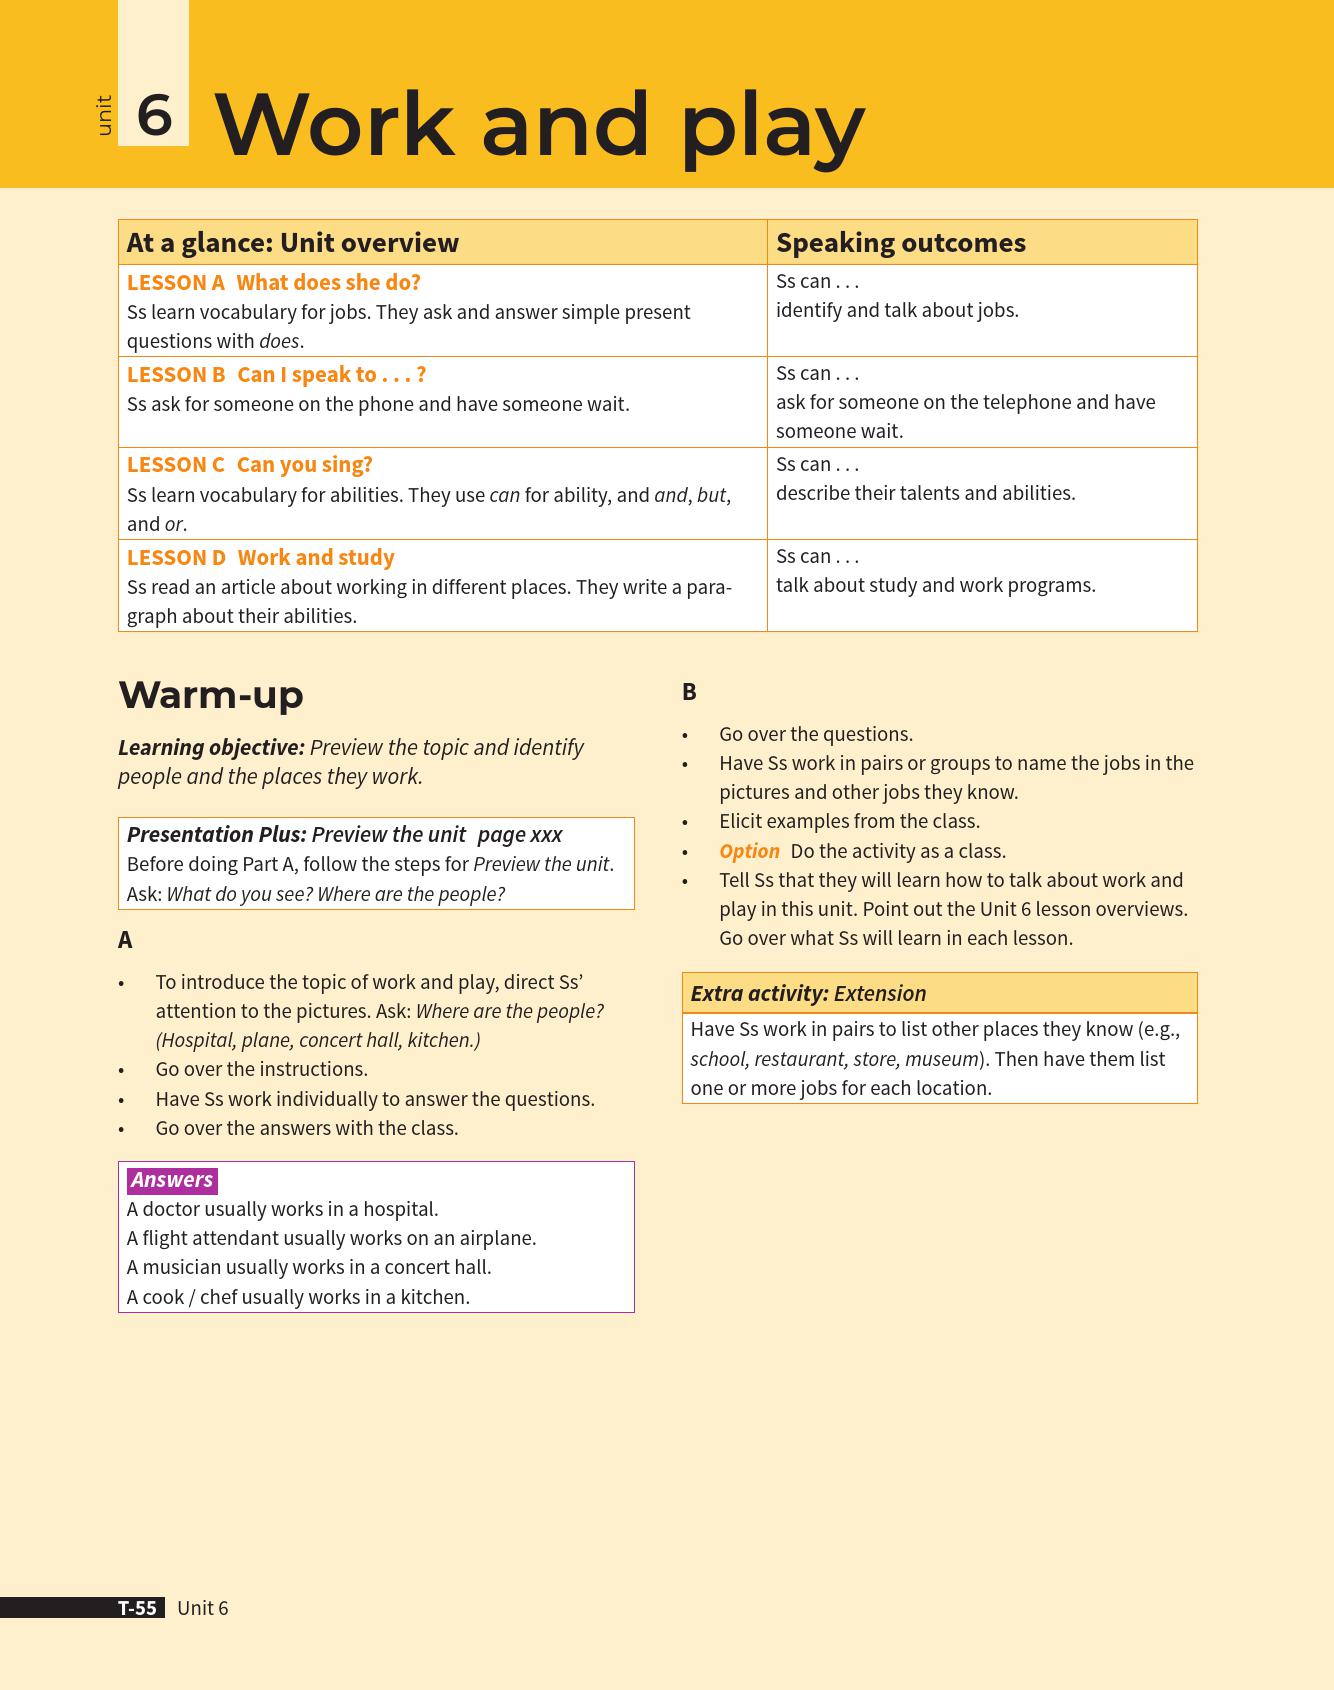 unit
6
Work and play
At a glance: Unit overview
Speaking outcomes
LESSON A What does she do?
Ss learn vocabulary for jobs. They ask and answer simple present
questions with does.
Ss can . . .
identify and talk about jobs.
LESSON B Can I speak to . . . ?
Ss ask for someone on the phone and have someone wait.
Ss can . . .
ask for someone on the telephone and have
someone wait.
LESSON C Can you sing?
Ss learn vocabulary for abilities. They use can for ability, and and, but,
and or.
Ss can . . .
describe their talents and abilities.
LESSON D Work and study
Ss read an article about working in different places. They write a para-
graph about their abilities.
Ss can . . .
talk about study and work programs.
Warm-up
Learning objective: Preview the topic and identify
people and the places they work.
Presentation Plus: Preview the unit page xxx
Before doing Part A, follow the steps for Preview the unit.
Ask: What do you see? Where are the people?
A
• To introduce the topic of work and play, direct Ss’
attention to the pictures. Ask: Where are the people?
(Hospital, plane, concert hall, kitchen.)
• Go over the instructions.
• Have Ss work individually to answer the questions.
• Go over the answers with the class.
Answers
A doctor usually works in a hospital.
A flight attendant usually works on an airplane.
A musician usually works in a concert hall.
A cook / chef usually works in a kitchen.
B
• Go over the questions.
• Have Ss work in pairs or groups to name the jobs in the
pictures and other jobs they know.
• Elicit examples from the class.
• Option Do the activity as a class.
• Tell Ss that they will learn how to talk about work and
play in this unit. Point out the Unit 6 lesson overviews.
Go over what Ss will learn in each lesson.
Extra activity: Extension
Have Ss work in pairs to list other places they know (e.g.,
school, restaurant, store, museum). Then have them list
one or more jobs for each location.
T-55 Unit 6